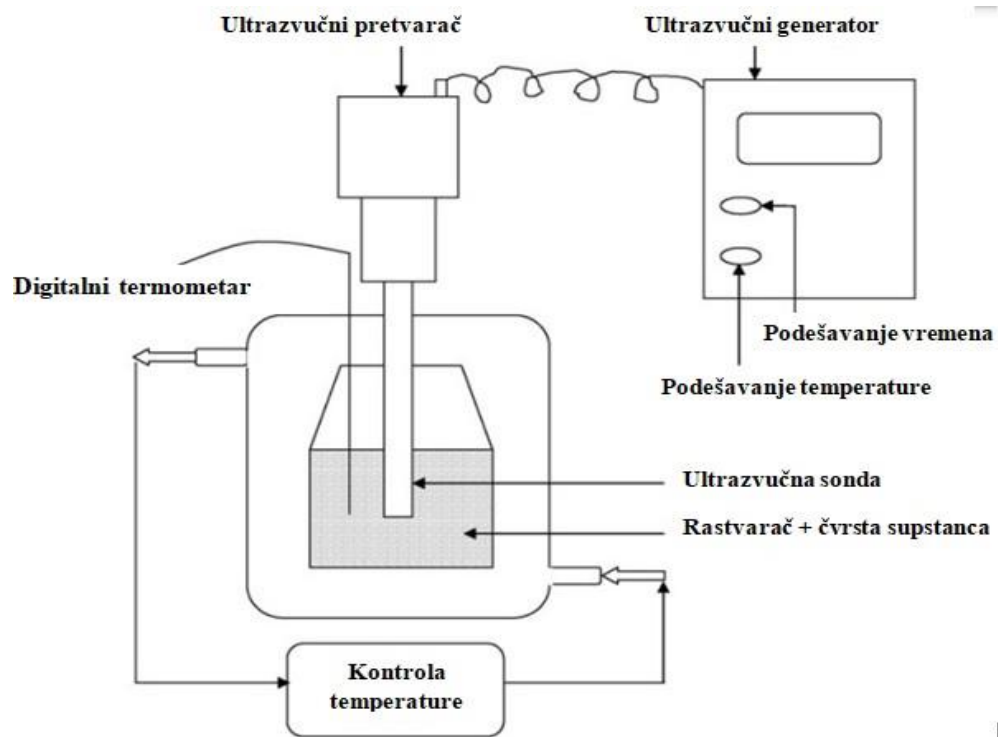 Ultrazvučni pretvarač
Ultrazvučni generator
Digitalni termometar
Podešavanje vremena
Podešavanje temperature
Ultrazvučna sonda
Rastvarač + čvrsta supstanca
Kontrola
temperature